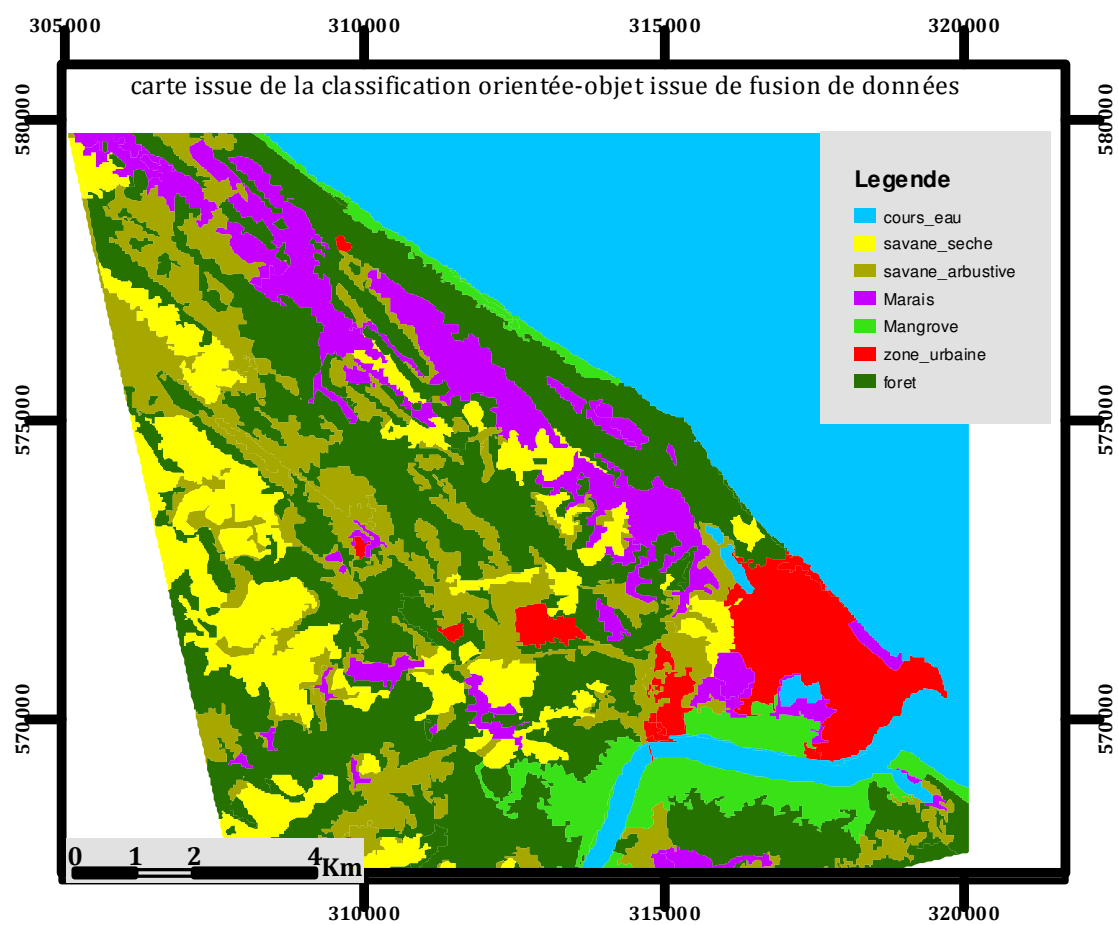 305000 310000 315000 320000
carte issue de la classification orientée-objet issue de fusion de données
580000 580000
Legende
cours_eau
savane_seche
savane_arbustive
Marais
Mangrove
zone_urbaine
foret
575000 575000
570000 570000
0 1 2 4 Km
310000 315000 320000